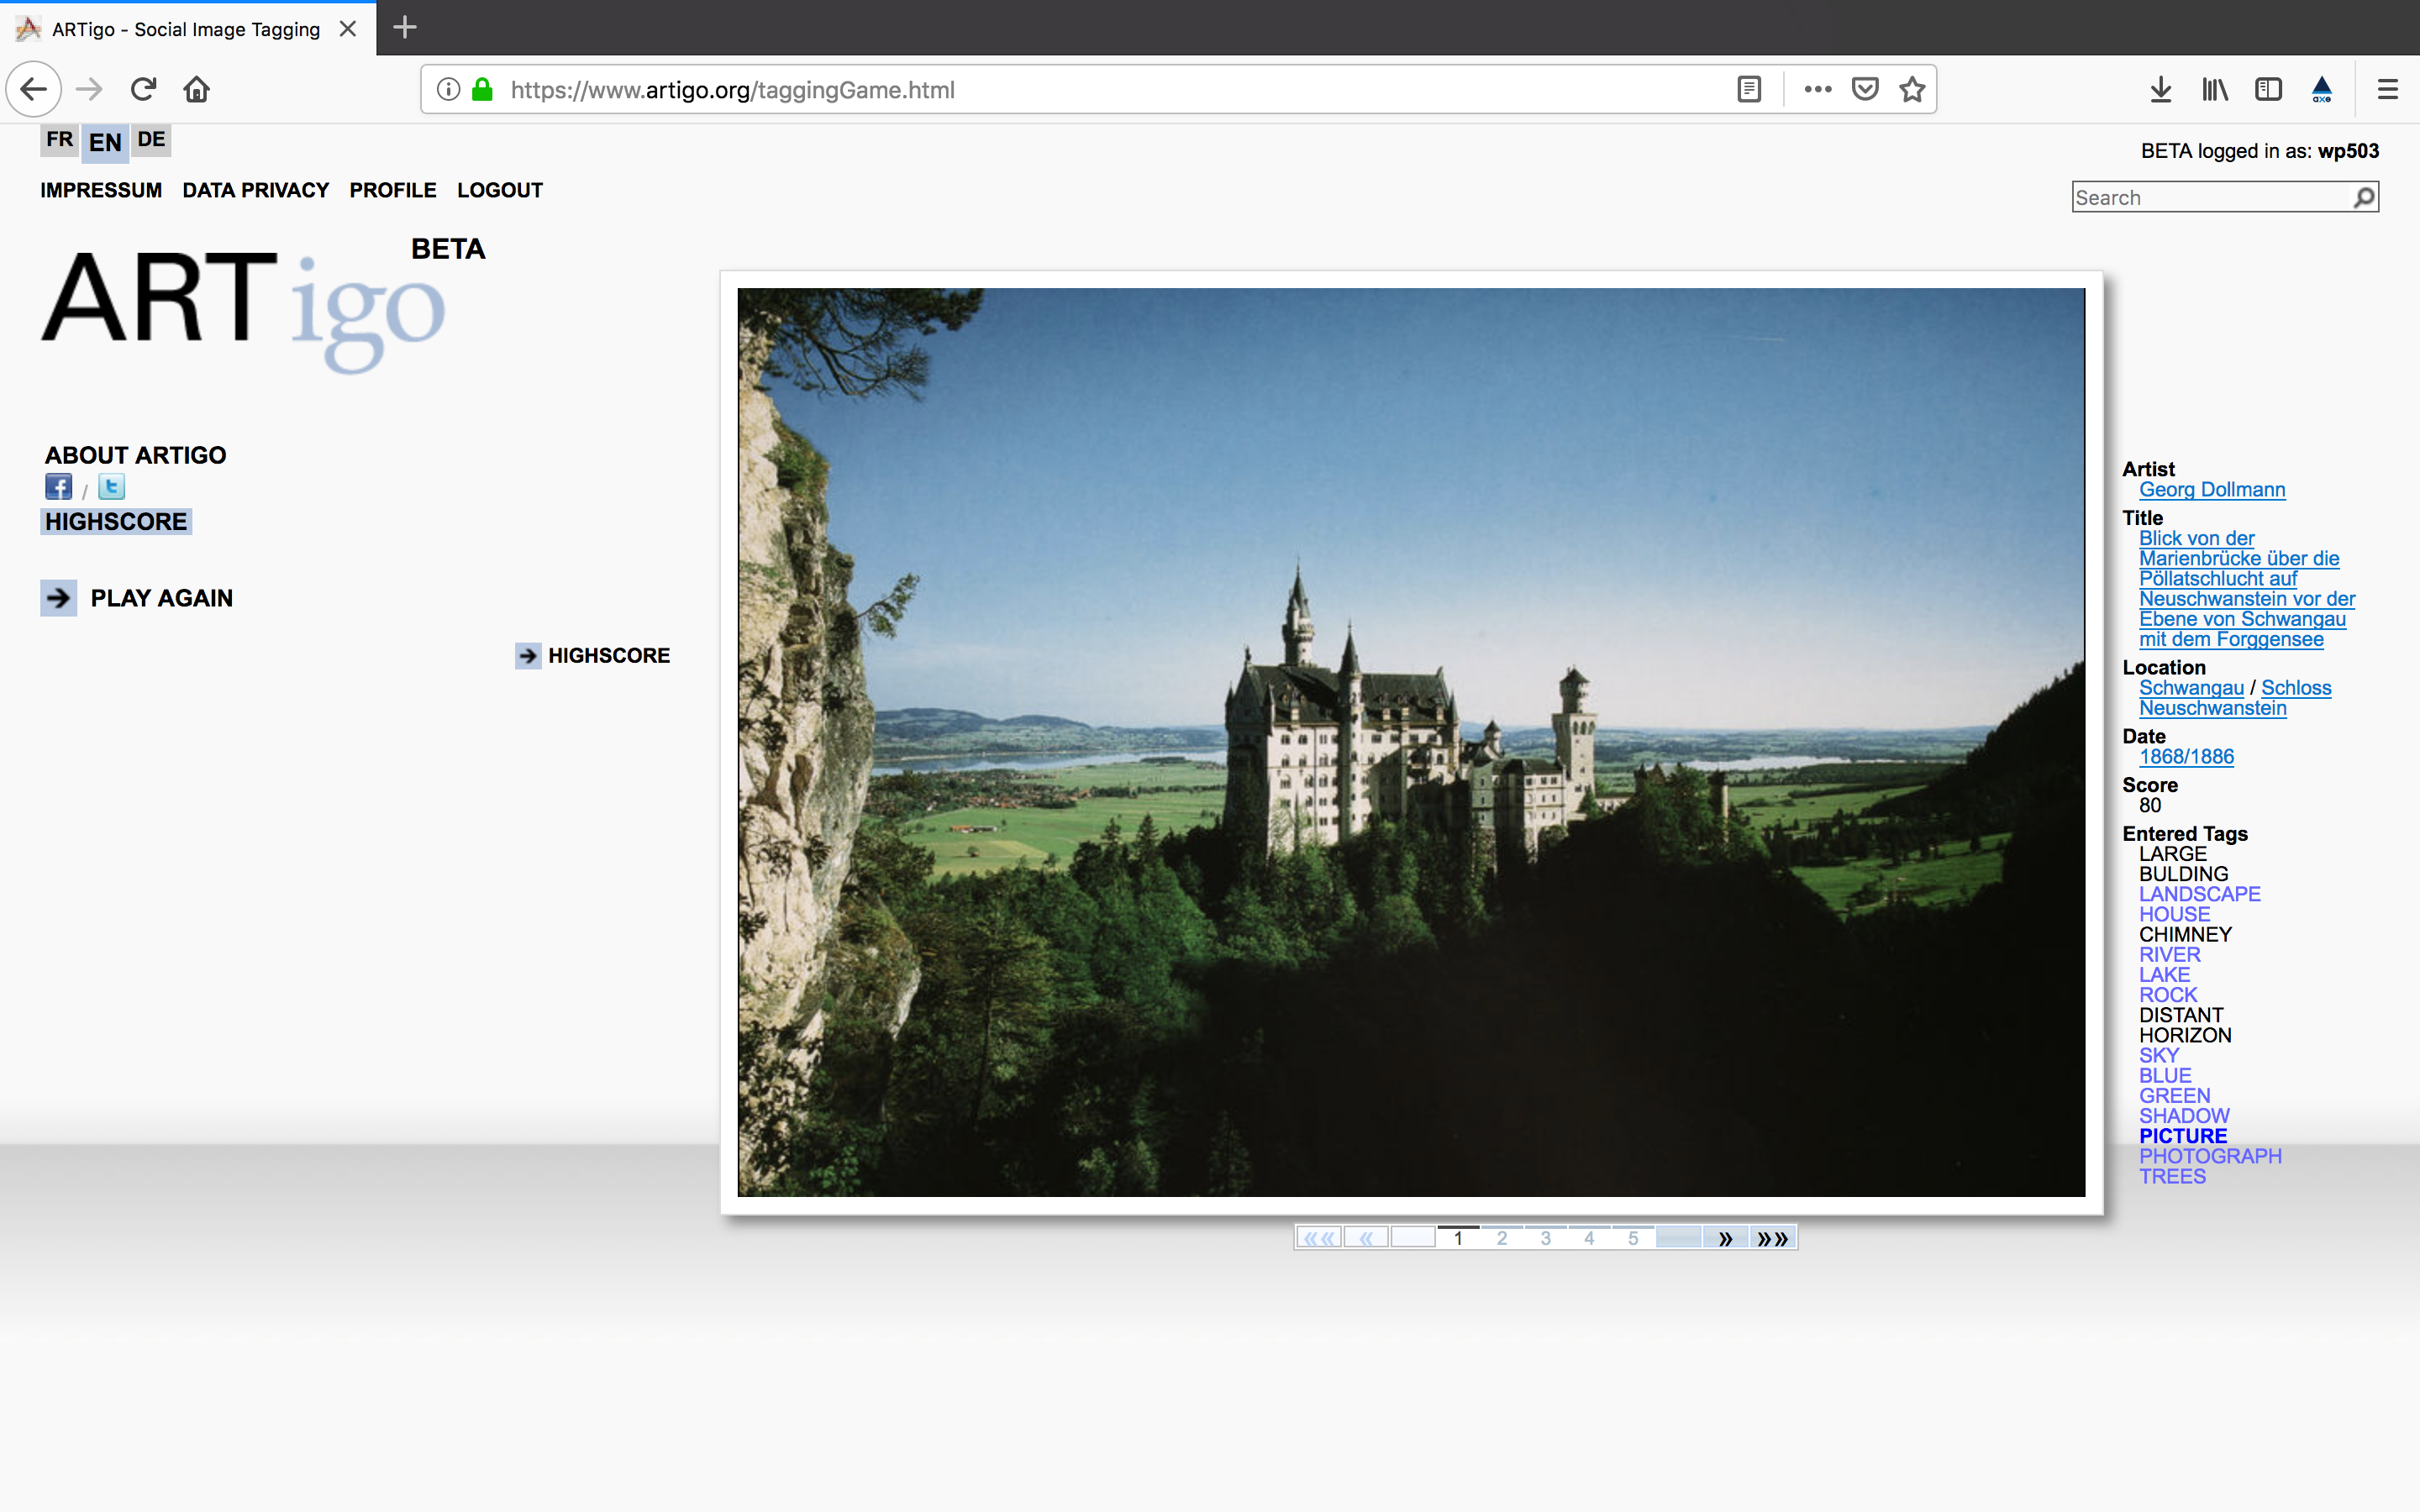 ARTigo - Social Image Tagging
https://www.artigo.org/taggingGame.html
axe
FR EN DE
BETA logged in as: wp503
IMPRESSUM DATA PRIVACY PROFILE LOGOUT
Search
BETA
ARTigo
ABOUT ARTIGO
f / t
HIGHSCORE
PLAY AGAIN
HIGHSCORE
Artist
Georg Dollmann
Title
Blick von der
Marienbrücke über die
Pöllatschlucht auf
Neuschwanstein vor der
Ebene von Schwangau
mit dem Forggensee
Location
Schwangau / Schloss
Neuschwanstein
Date
1868/1886
Score
80
Entered Tags
LARGE
BULDING
LANDSCAPE
HOUSE
CHIMNEY
RIVER
LAKE
ROCK
DISTANT
HORIZON
SKY
BLUE
GREEN
SHADOW
PICTURE
PHOTOGRAPH
TREES
«« « 1 2 3 4 5 » »»